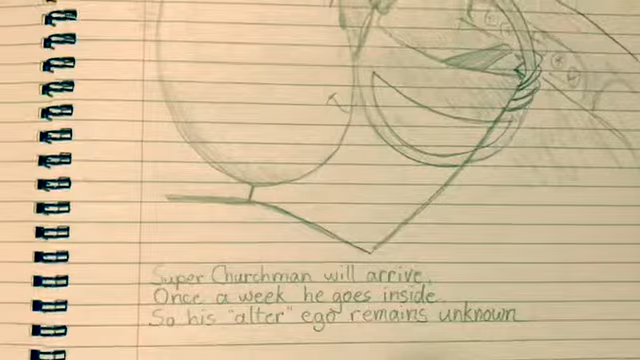 Super Churchman will arrive.
Once a week he goes inside.
So his "alter" ego remains unknown